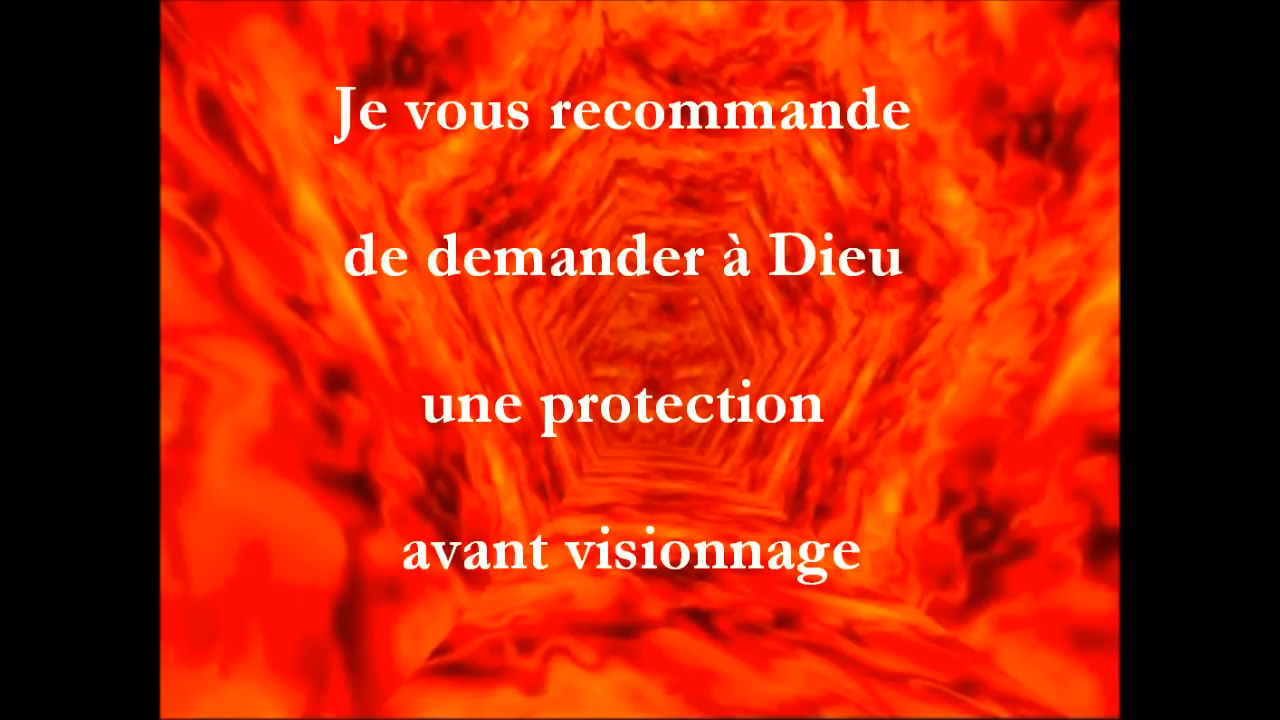 Je vous recommande
de demander à Dieu
une protection
avant visionnage